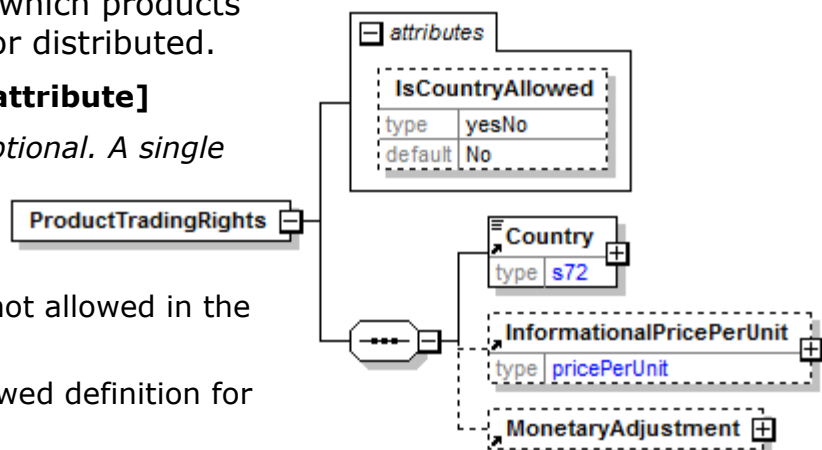 which products
or distributed.
attribute]
ptional. A single
not allowed in the
wed definition for
attributes
IsCountryAllowed
type yesNo
default No
ProductTradingRights
Country
type s72
InformationalPricePerUnit
type pricePerUnit
MonetaryAdjustment